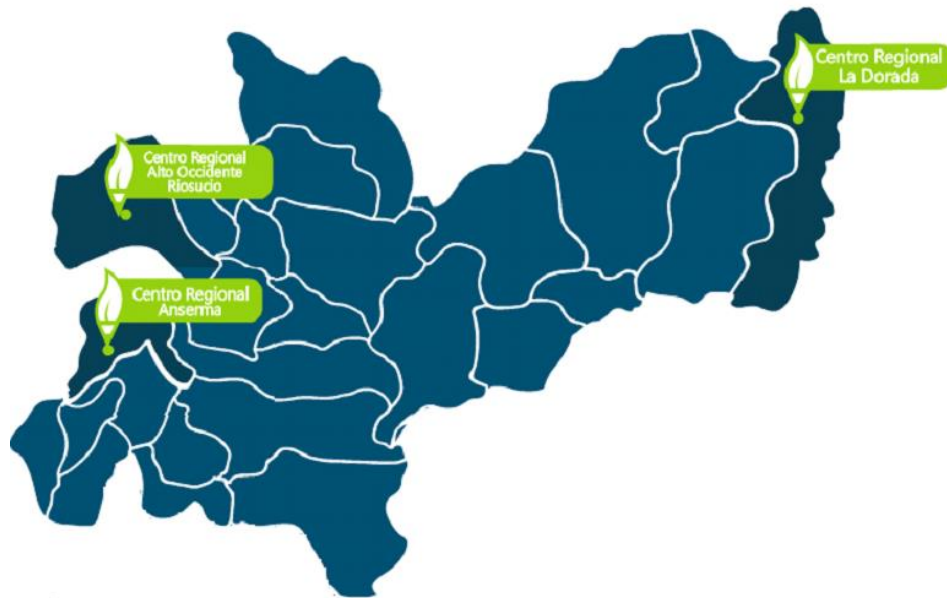 Centro Regional
La Dorada
Centro Regional
Alto Occidente
Riosucio
Centro Regional
Anserma